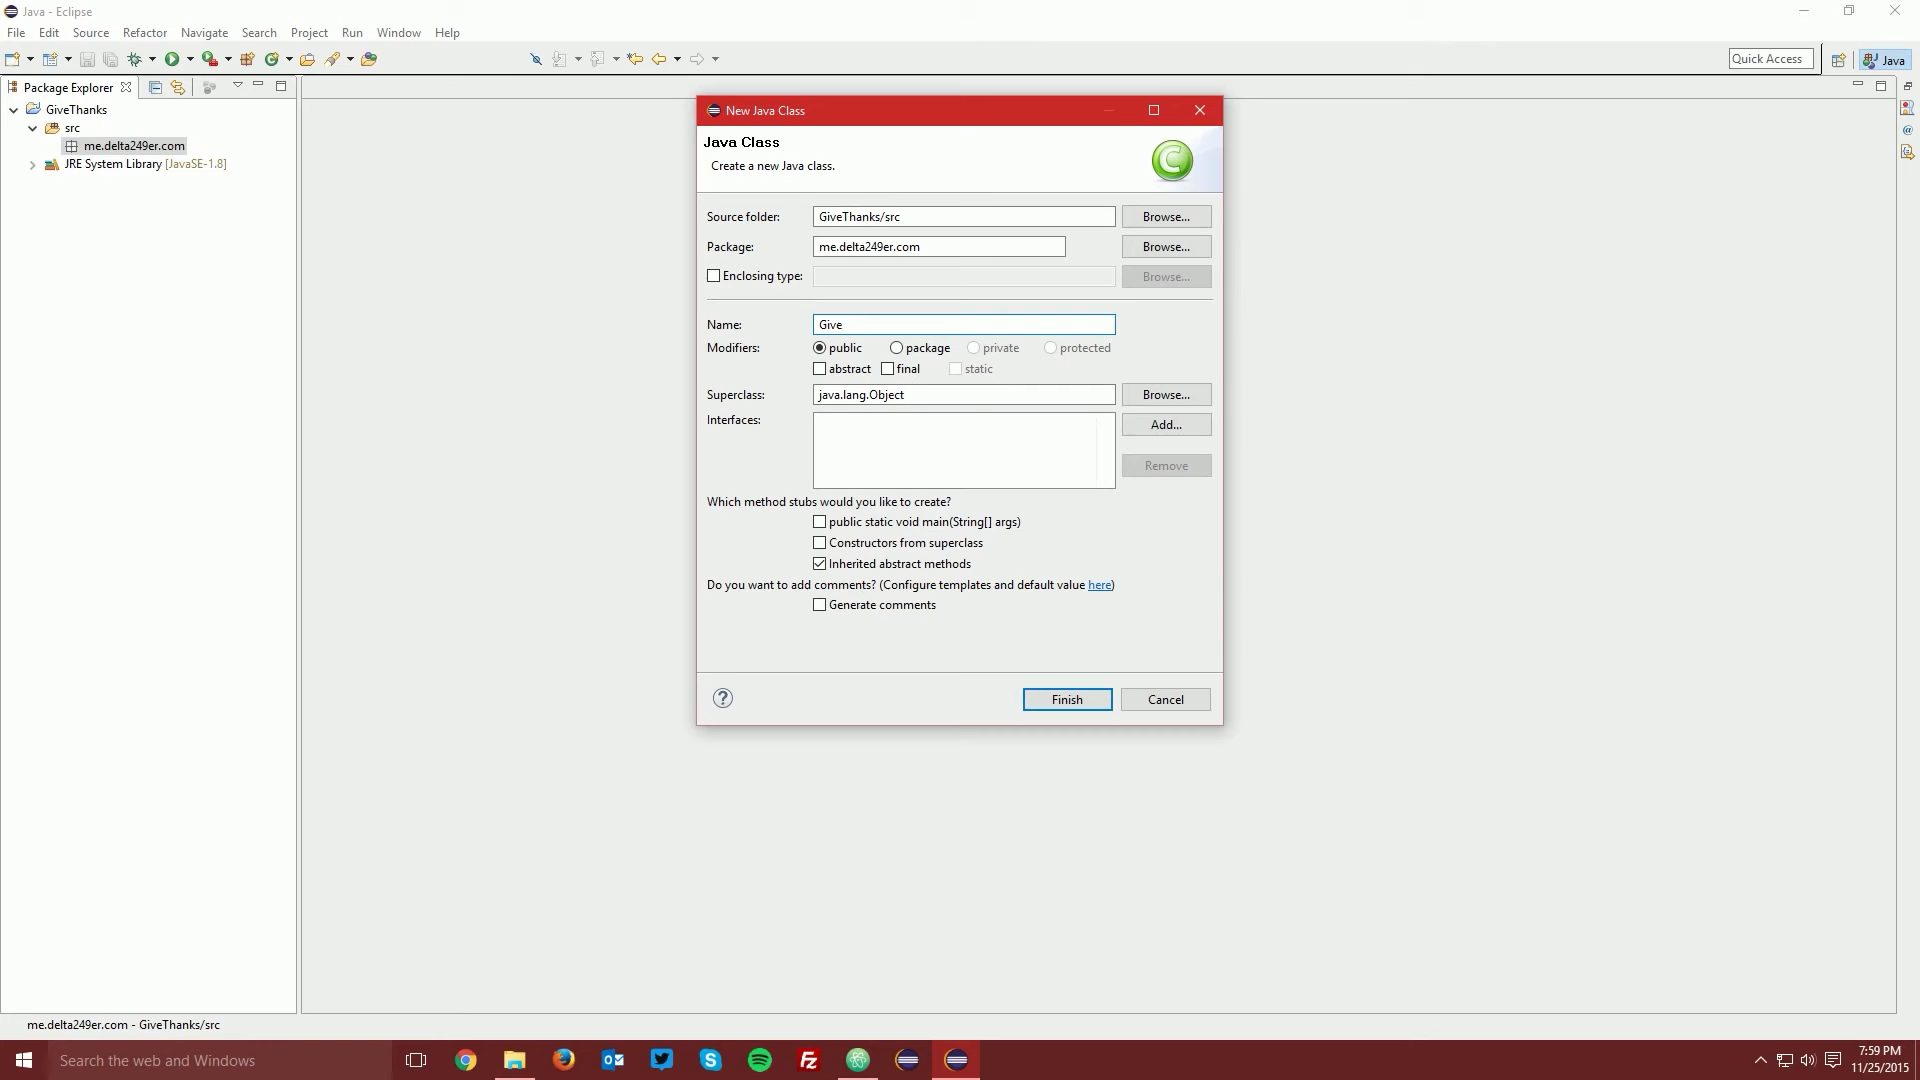 Java - Eclipse
File Edit Source Refactor Navigate Search Project Run Window Help
Quick Access
Java
Package Explorer
GiveThanks
src
me.delta249er.com
JRE System Library [JavaSE-1.8]
New Java Class
Java Class
Create a new Java class.
C
Source folder: GiveThanks/src Browse...
Package: me.delta249er.com Browse...
Enclosing type: Browse...
Name: Give
Modifiers: public package private protected
abstract final static
Superclass: java.lang.Object Browse...
Interfaces: Add...
Remove
Which method stubs would you like to create?
public static void main(String[] args)
Constructors from superclass
Inherited abstract methods
Do you want to add comments? (Configure templates and default value here)
Generate comments
? Finish Cancel
me.delta249er.com - GiveThanks/src
Search the web and Windows
7:59 PM
11/25/2015